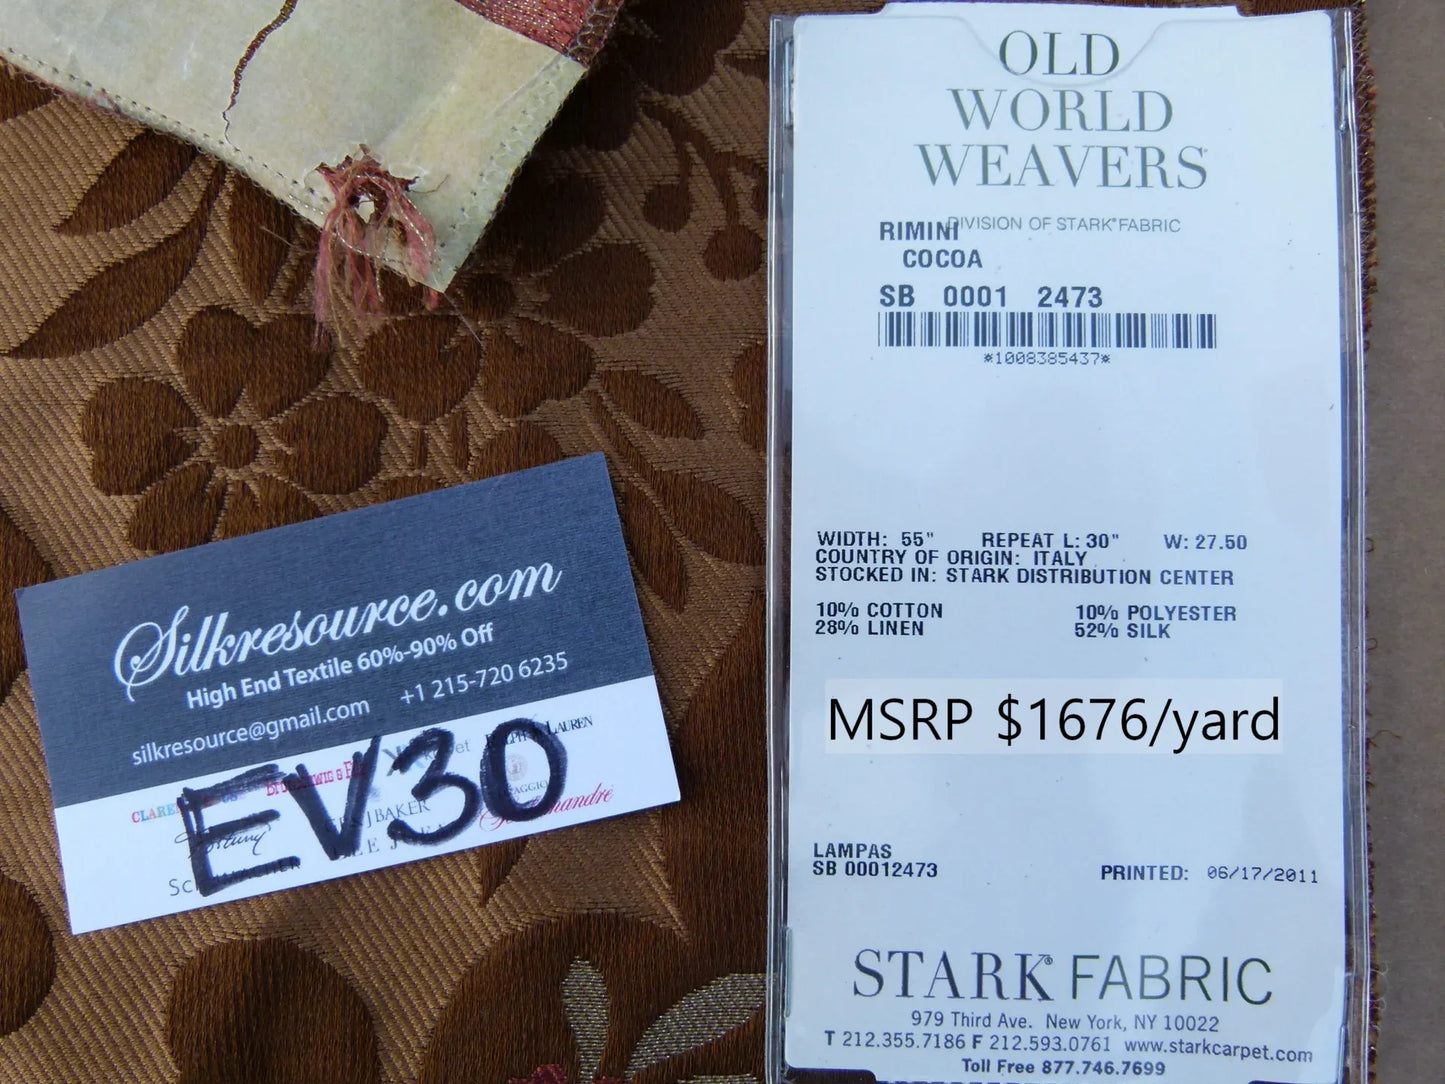 Silkresource.com
High End Textile 60%-90% Off
silkresource@gmail.com +1 215-720 6235
LAUREN
BAKER
EV30
OLD
WORLD
WEAVERS
DIVISION OF STARK® FABRIC
RIMINI
COCOA
SB 0001 2473
*1008385437*
WIDTH: 55" REPEAT L: 30" W: 27.50
COUNTRY OF ORIGIN: ITALY
STOCKED IN: STARK DISTRIBUTION CENTER
10% COTTON 10% POLYESTER
28% LINEN 52% SILK
MSRP $1676/yard
LAMPAS
SB 00012473 PRINTED: 06/17/2011
STARK® FABRIC
979 Third Ave. New York, NY 10022
T 212.355.7186 F 212.593.0761 www.starkcarpet.com
Toll Free 877.746.7699